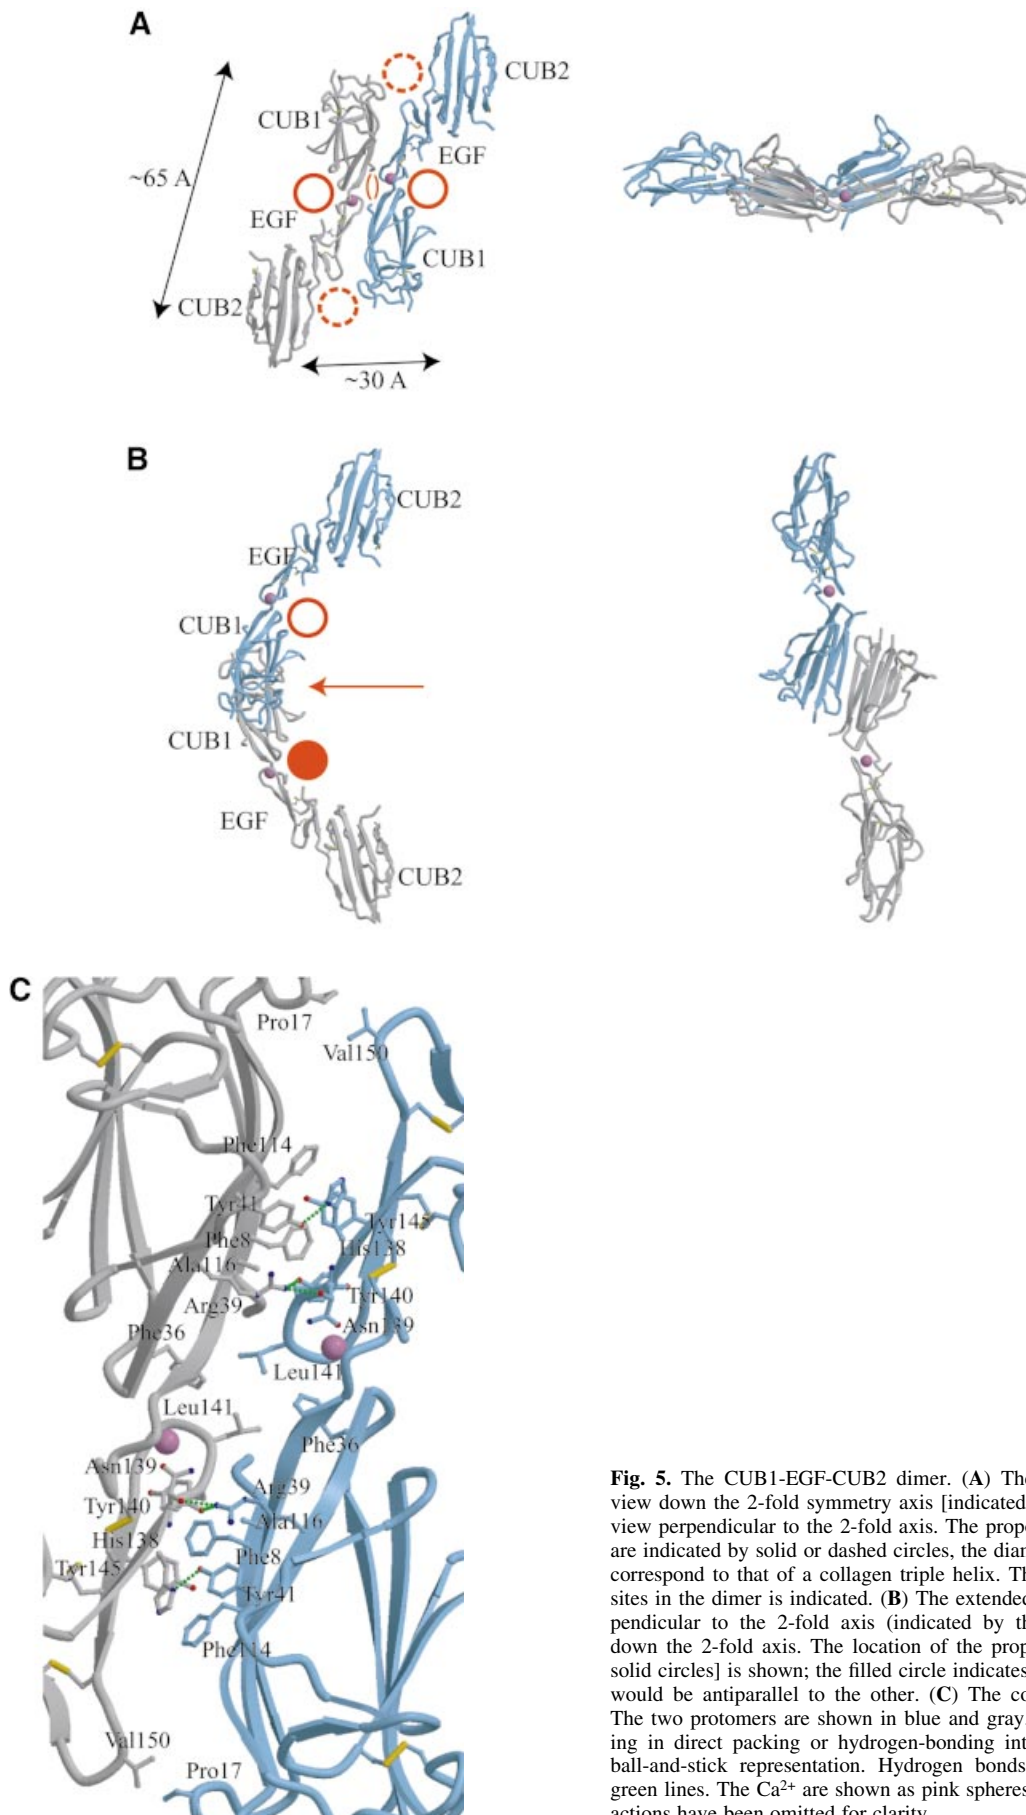 A
CUB2
CUB1
EGF
~65 A
EGF
CUB1
CUB2
~30 A
B
CUB2
EGF
CUB1
CUB1
EGF
CUB2
C
Pro17
Val150
Phe114
Tyr41
Tyr145
Phe8
His138
Ala116
Tyr140
Arg39
Asn139
Phe36
Leu141
Leu141
Phe36
Asn139
Arg39
Tyr140
Ala116
His138
Phe8
Tyr145
Tyr41
Phe114
Val150
Pro17
Fig. 5. The CUB1-EGF-CUB2 dimer. (A) The
view down the 2-fold symmetry axis [indicated
view perpendicular to the 2-fold axis. The prop
are indicated by solid or dashed circles, the diam
correspond to that of a collagen triple helix. Th
sites in the dimer is indicated. (B) The extended
pendicular to the 2-fold axis (indicated by th
down the 2-fold axis. The location of the prop
solid circles] is shown; the filled circle indicates
would be antiparallel to the other. (C) The co
The two protomers are shown in blue and gray.
ing in direct packing or hydrogen-bonding int
ball-and-stick representation. Hydrogen bonds
green lines. The Ca²⁺ are shown as pink spheres
actions have been omitted for clarity